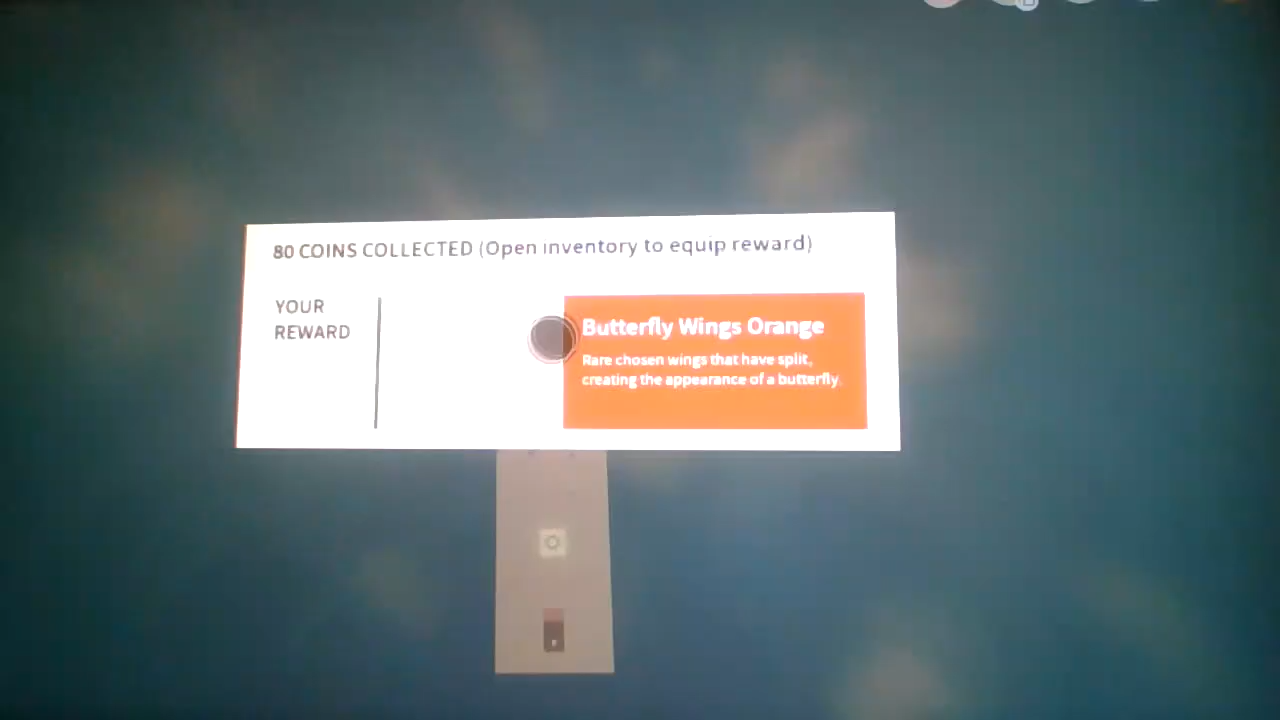 80 COINS COLLECTED (Open inventory to equip reward)
YOUR
REWARD
Butterfly Wings Orange
Rare chosen wings that have split,
creating the appearance of a butterfly.